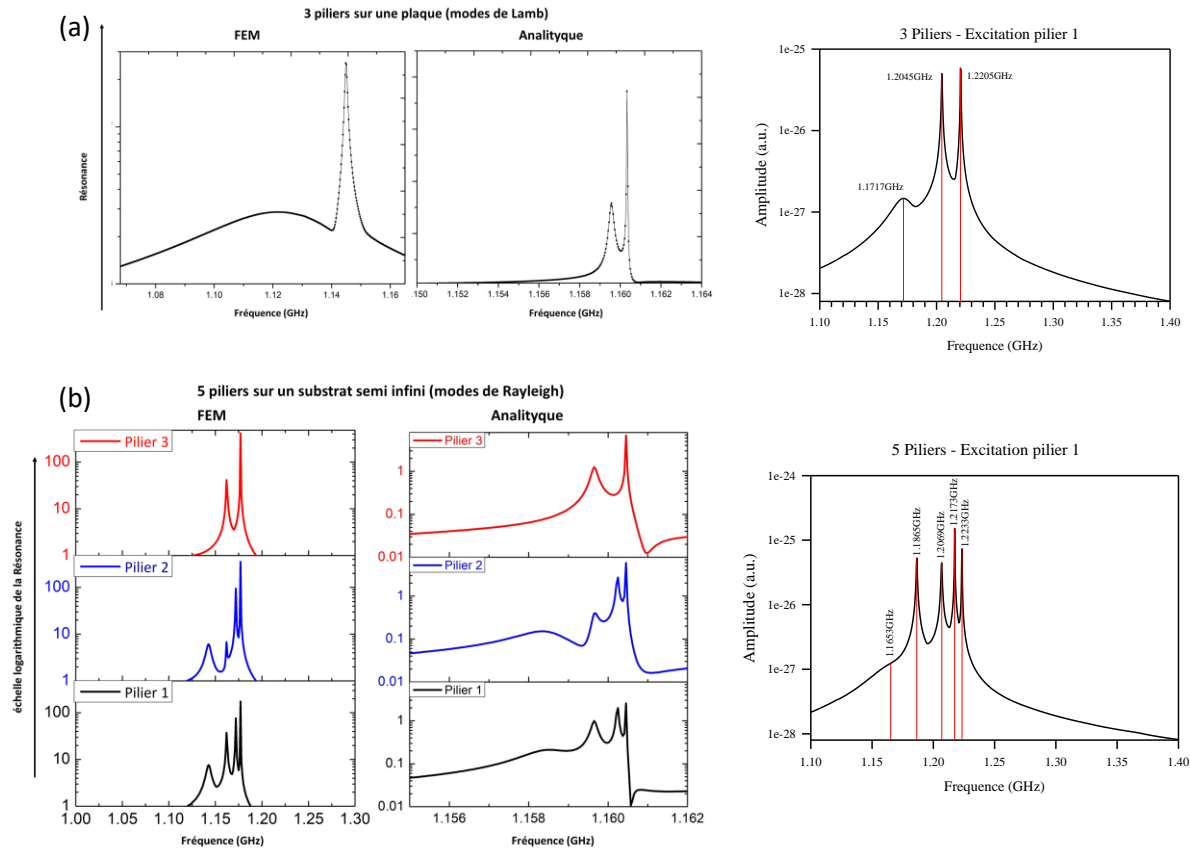 (a)
3 piliers sur une plaque (modes de Lamb)
FEM
Analityque
Résonance
1.08 1.10 1.12 1.14 1.16
Fréquence (GHz)
.150 1.152 1.154 1.156 1.158 1.160 1.162 1.164
Fréquence (GHz)
3 Piliers - Excitation pilier 1
1e-25
1e-26
1e-27
1e-28
Amplitude (a.u.)
1.2045GHz
1.2205GHz
1.1717GHz
1.10 1.15 1.20 1.25 1.30 1.35 1.40
Frequence (GHz)
(b)
5 piliers sur un substrat semi infini (modes de Rayleigh)
FEM
Analityque
échelle logarithmique de la Résonance
Pilier 3
100
10
1
Pilier 2
100
10
1
Pilier 1
100
10
1
1.00 1.05 1.10 1.15 1.20 1.25 1.30
Fréquence (GHz)
Pilier 3
1
0.1
0.01
Pilier 2
1
0.1
0.01
Pilier 1
1
0.1
0.01
1.156 1.158 1.160 1.162
Fréquence (GHz)
5 Piliers - Excitation pilier 1
1e-24
1e-25
1e-26
1e-27
1e-28
Amplitude (a.u.)
1.1653GHz
1.1865GHz
1.2069GHz
1.2173GHz
1.2233GHz
1.10 1.15 1.20 1.25 1.30 1.35 1.40
Frequence (GHz)